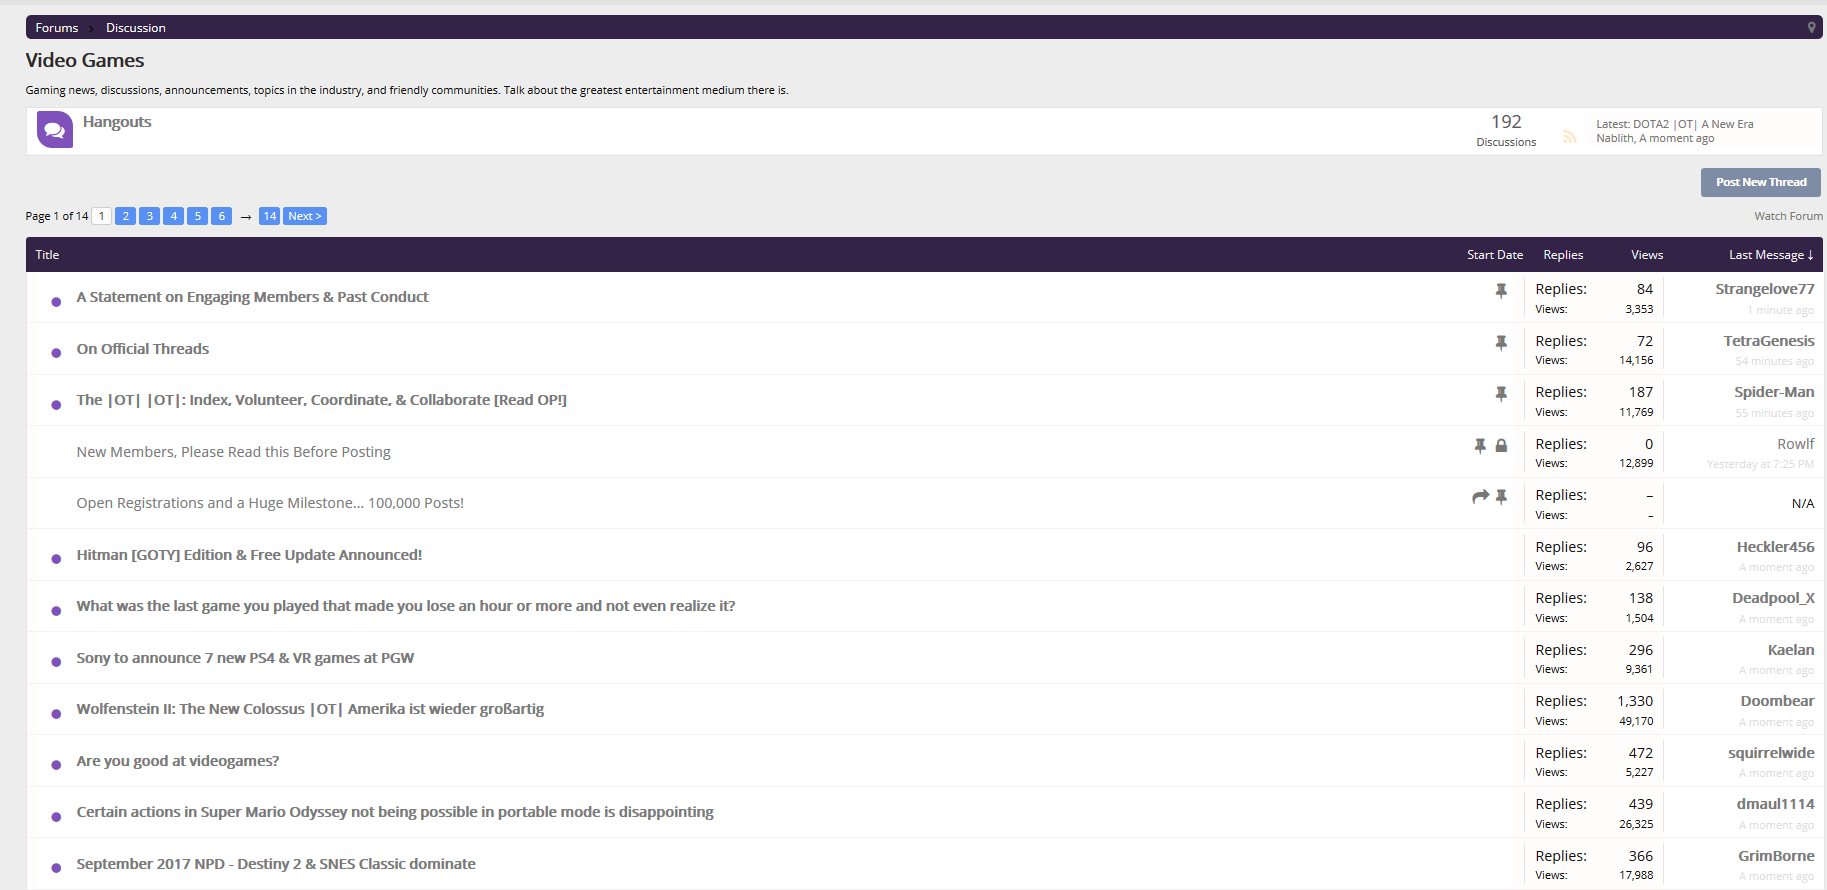 Forums > Discussion
Video Games
Gaming news, discussions, announcements, topics in the industry, and friendly communities. Talk about the greatest entertainment medium there is.
Hangouts
192
Discussions
Latest: DOTA2 |OT| A New Era
Nablith, A moment ago
Post New Thread
Page 1 of 14 1 2 3 4 5 6 → 14 Next >
Watch Forum
Title Start Date Replies Views Last Message ↓
A Statement on Engaging Members & Past Conduct Replies: 84 Strangelove77
Views: 3,353 1 minute ago
On Official Threads Replies: 72 TetraGenesis
Views: 14,156 54 minutes ago
The |OT| |OT|: Index, Volunteer, Coordinate, & Collaborate [Read OP!] Replies: 187 Spider-Man
Views: 11,769 55 minutes ago
New Members, Please Read this Before Posting Replies: 0 Rowlf
Views: 12,899 Yesterday at 7:25 PM
Open Registrations and a Huge Milestone... 100,000 Posts! Replies: – N/A
Views: –
Hitman [GOTY] Edition & Free Update Announced! Replies: 96 Heckler456
Views: 2,627 A moment ago
What was the last game you played that made you lose an hour or more and not even realize it? Replies: 138 Deadpool_X
Views: 1,504 A moment ago
Sony to announce 7 new PS4 & VR games at PGW Replies: 296 Kaelan
Views: 9,361 A moment ago
Wolfenstein II: The New Colossus |OT| Amerika ist wieder großartig Replies: 1,330 Doombear
Views: 49,170 A moment ago
Are you good at videogames? Replies: 472 squirrelwide
Views: 5,227 A moment ago
Certain actions in Super Mario Odyssey not being possible in portable mode is disappointing Replies: 439 dmaul1114
Views: 26,325 A moment ago
September 2017 NPD - Destiny 2 & SNES Classic dominate Replies: 366 GrimBorne
Views: 17,988 A moment ago